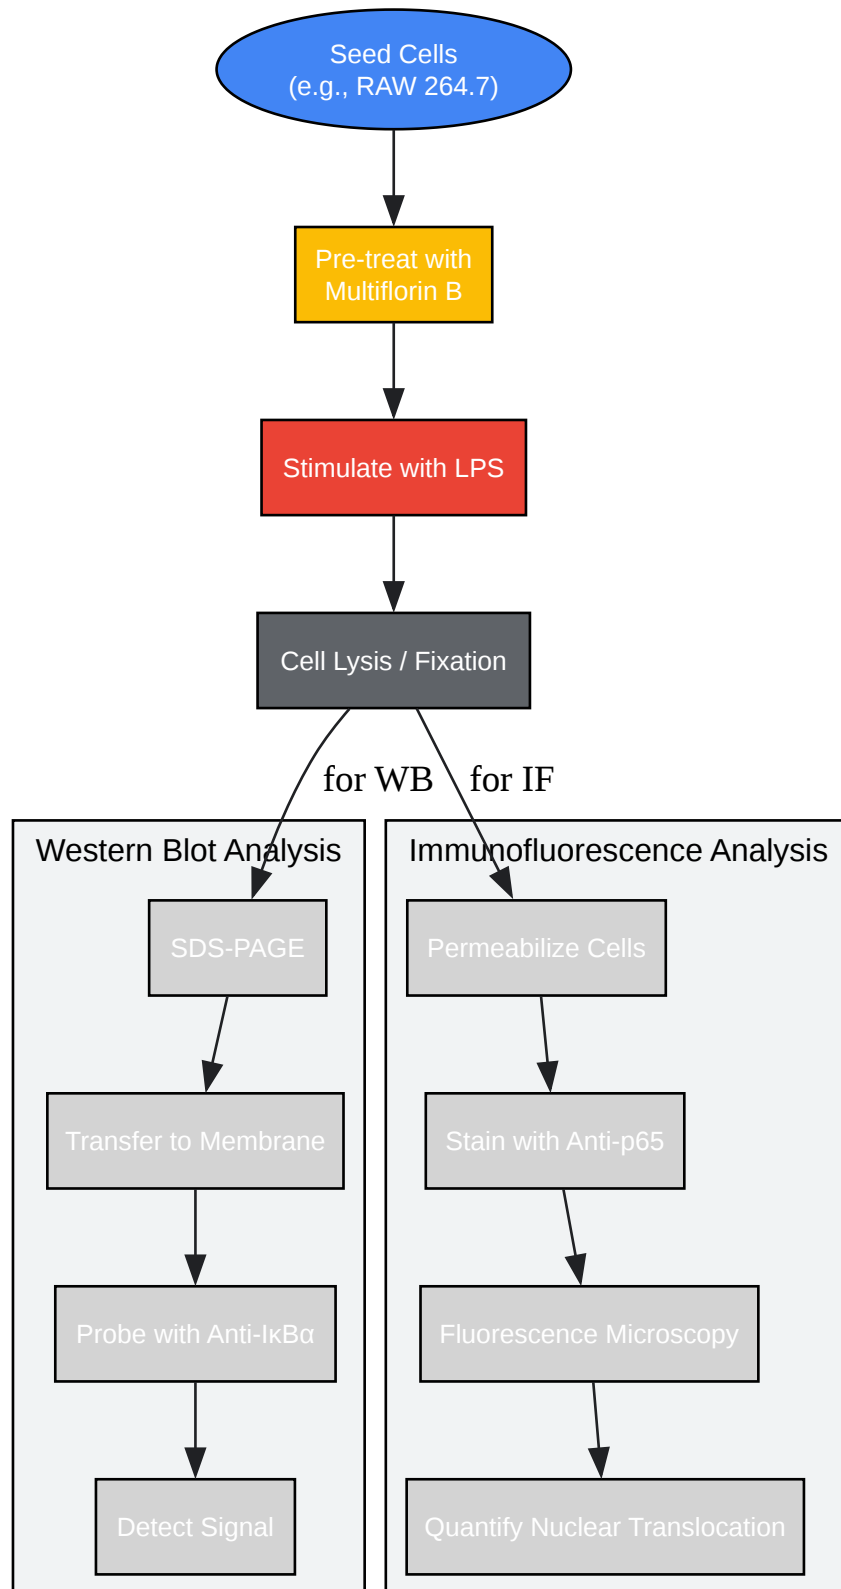 Seed Cells
(e.g., RAW 264.7)
Pre-treat with
Multiflorin B
Stimulate with LPS
Cell Lysis / Fixation
for WB
for IF
Western Blot Analysis
SDS-PAGE
Transfer to Membrane
Probe with Anti-IκBα
Detect Signal
Immunofluorescence Analysis
Permeabilize Cells
Stain with Anti-p65
Fluorescence Microscopy
Quantify Nuclear Translocation